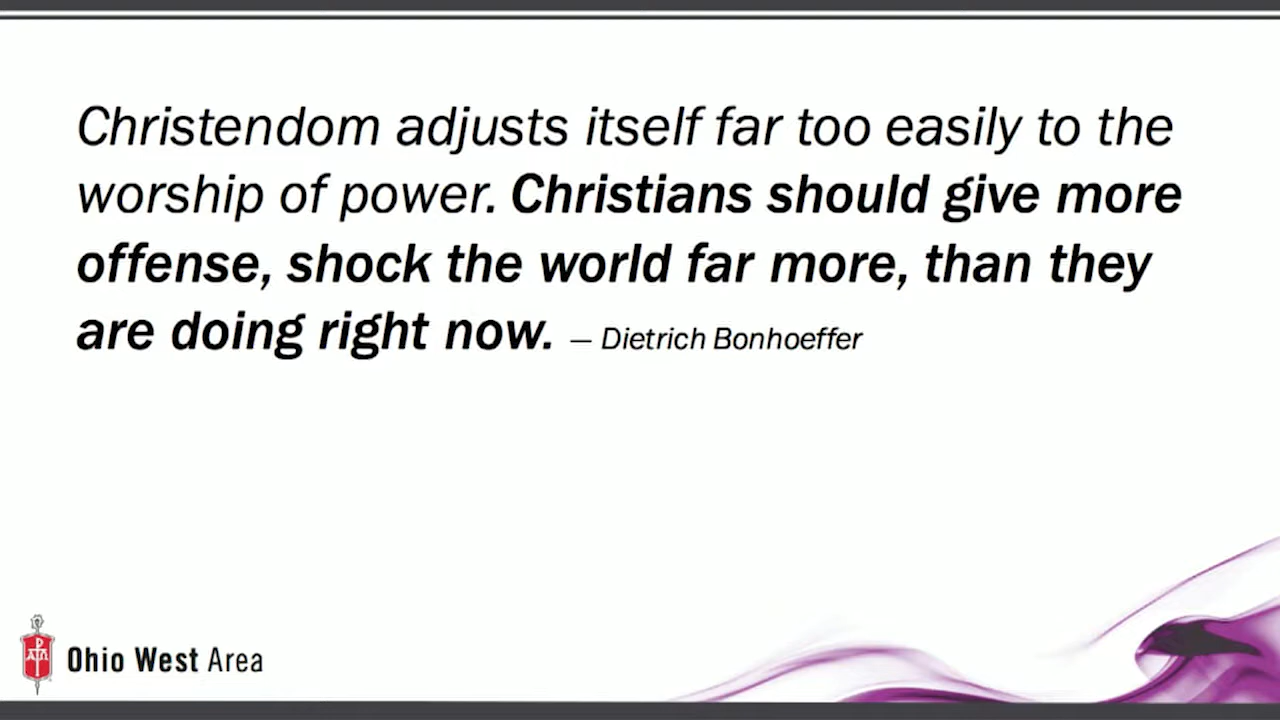 Christendom adjusts itself far too easily to the
worship of power. Christians should give more
offense, shock the world far more, than they
are doing right now. — Dietrich Bonhoeffer
Ohio West Area